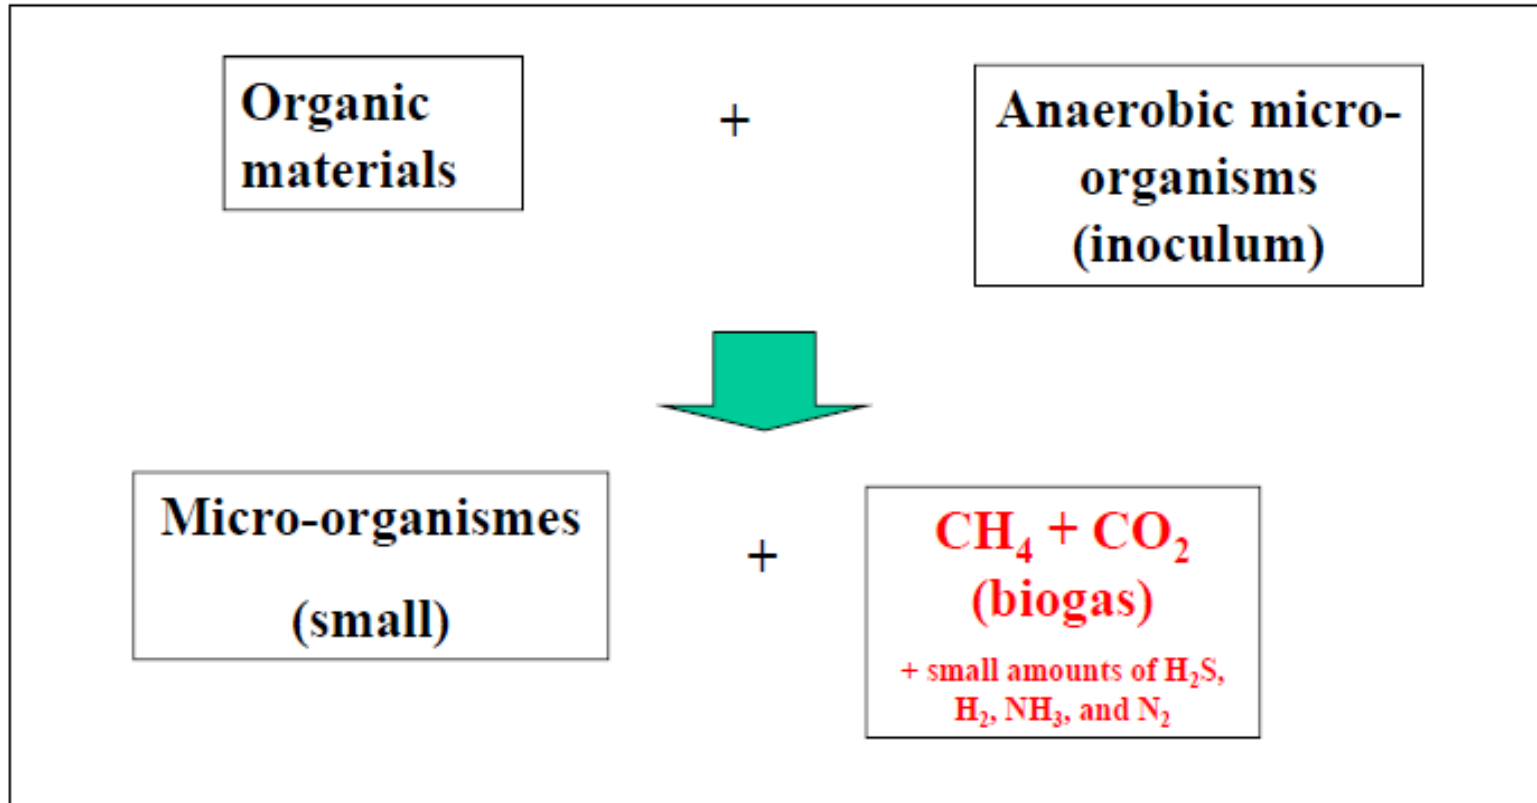 Organic
materials
+
Anaerobic micro-
organisms
(inoculum)
Micro-organismes
(small)
+
CH₄ + CO₂
(biogas)
+ small amounts of H₂S,
H₂, NH₃, and N₂